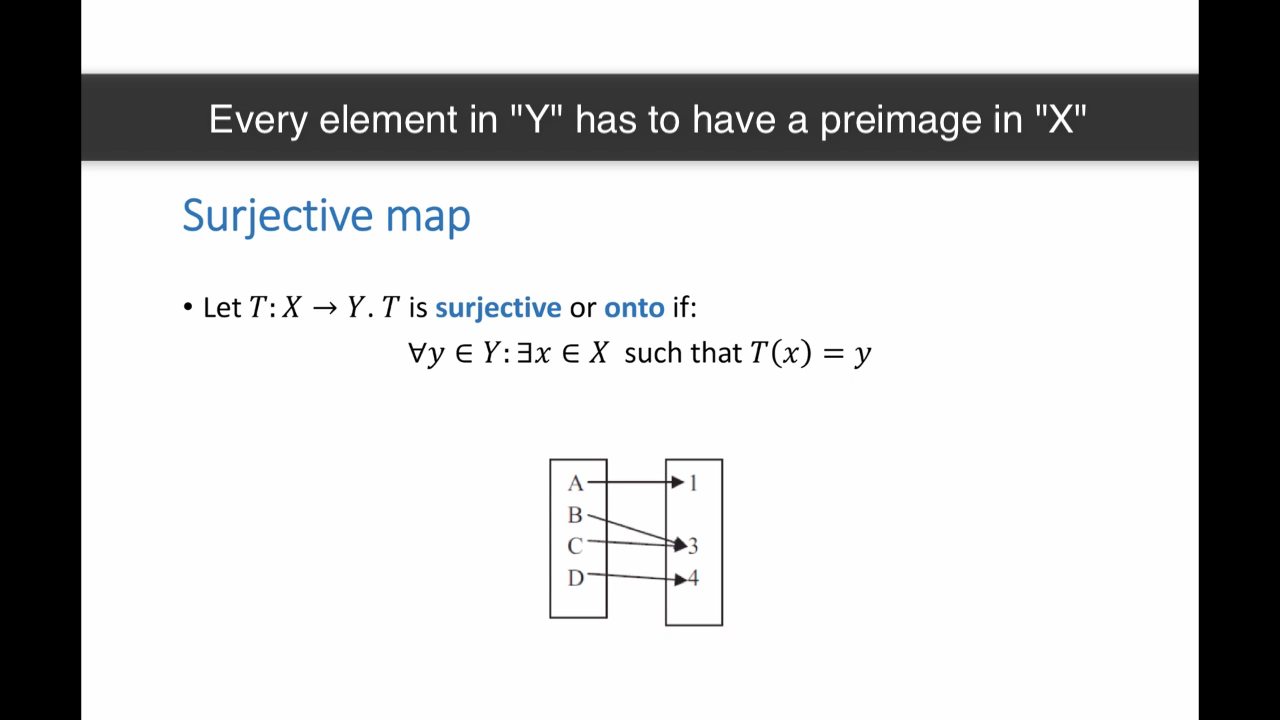 Every element in "Y" has to have a preimage in "X"
Surjective map
• Let 𝑇: 𝑋 → 𝑌. 𝑇 is surjective or onto if:
∀𝑦 ∈ 𝑌: ∃𝑥 ∈ 𝑋 such that 𝑇(𝑥) = 𝑦
A 1
B
C 3
D 4